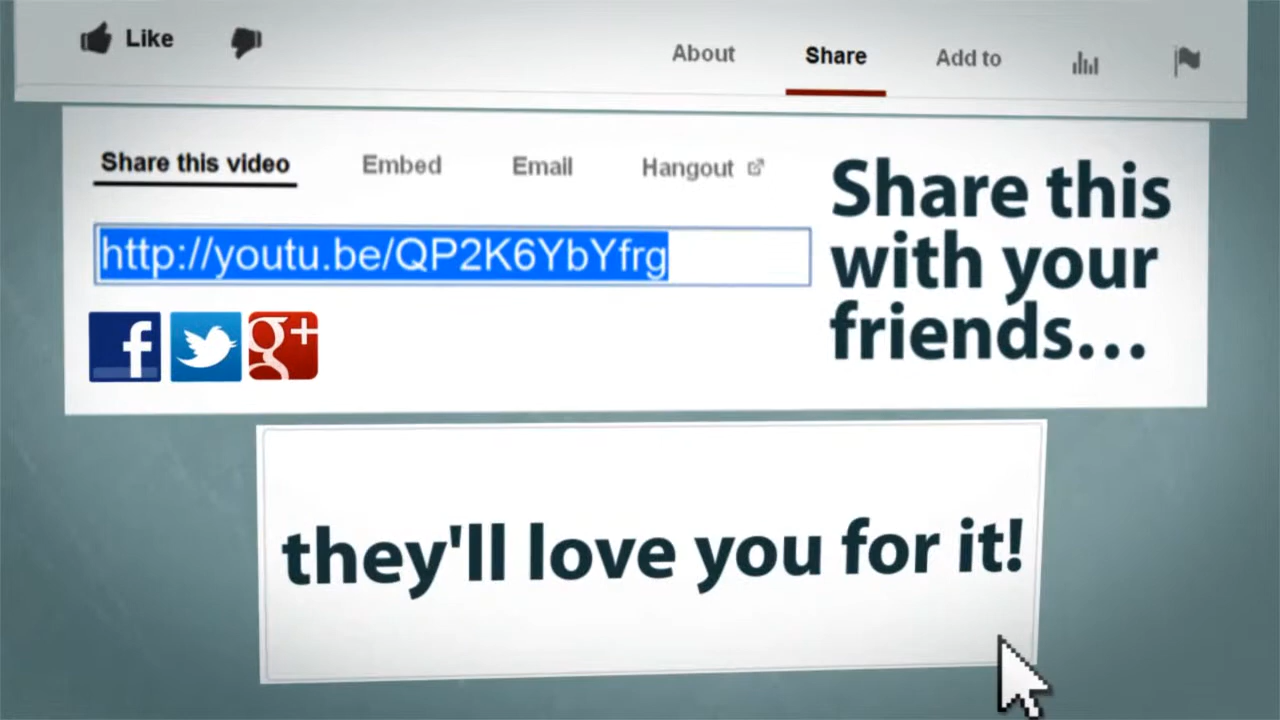 Like
About Share Add to
Share this video Embed Email Hangout
http://youtu.be/QP2K6YbYfrg
f g+
Share this
with your
friends...
they'll love you for it!